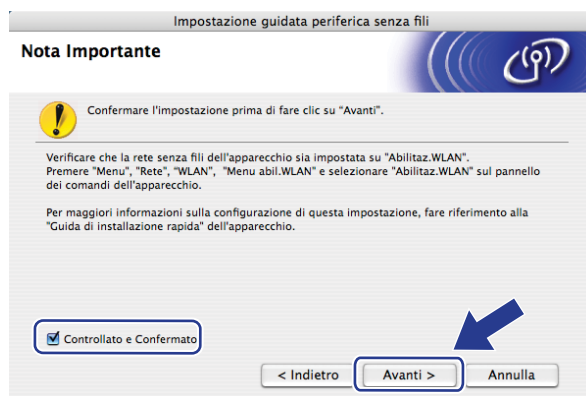 Impostazione guidata periferica senza fili
Nota Importante
Confermare l'impostazione prima di fare clic su "Avanti".
Verificare che la rete senza fili dell'apparecchio sia impostata su "Abilitaz.WLAN".
Premere "Menu", "Rete", "WLAN", "Menu abil.WLAN" e selezionare "Abilitaz.WLAN" sul pannello
dei comandi dell'apparecchio.
Per maggiori informazioni sulla configurazione di questa impostazione, fare riferimento alla
"Guida di installazione rapida" dell'apparecchio.
Controllato e Confermato
< Indietro
Avanti >
Annulla